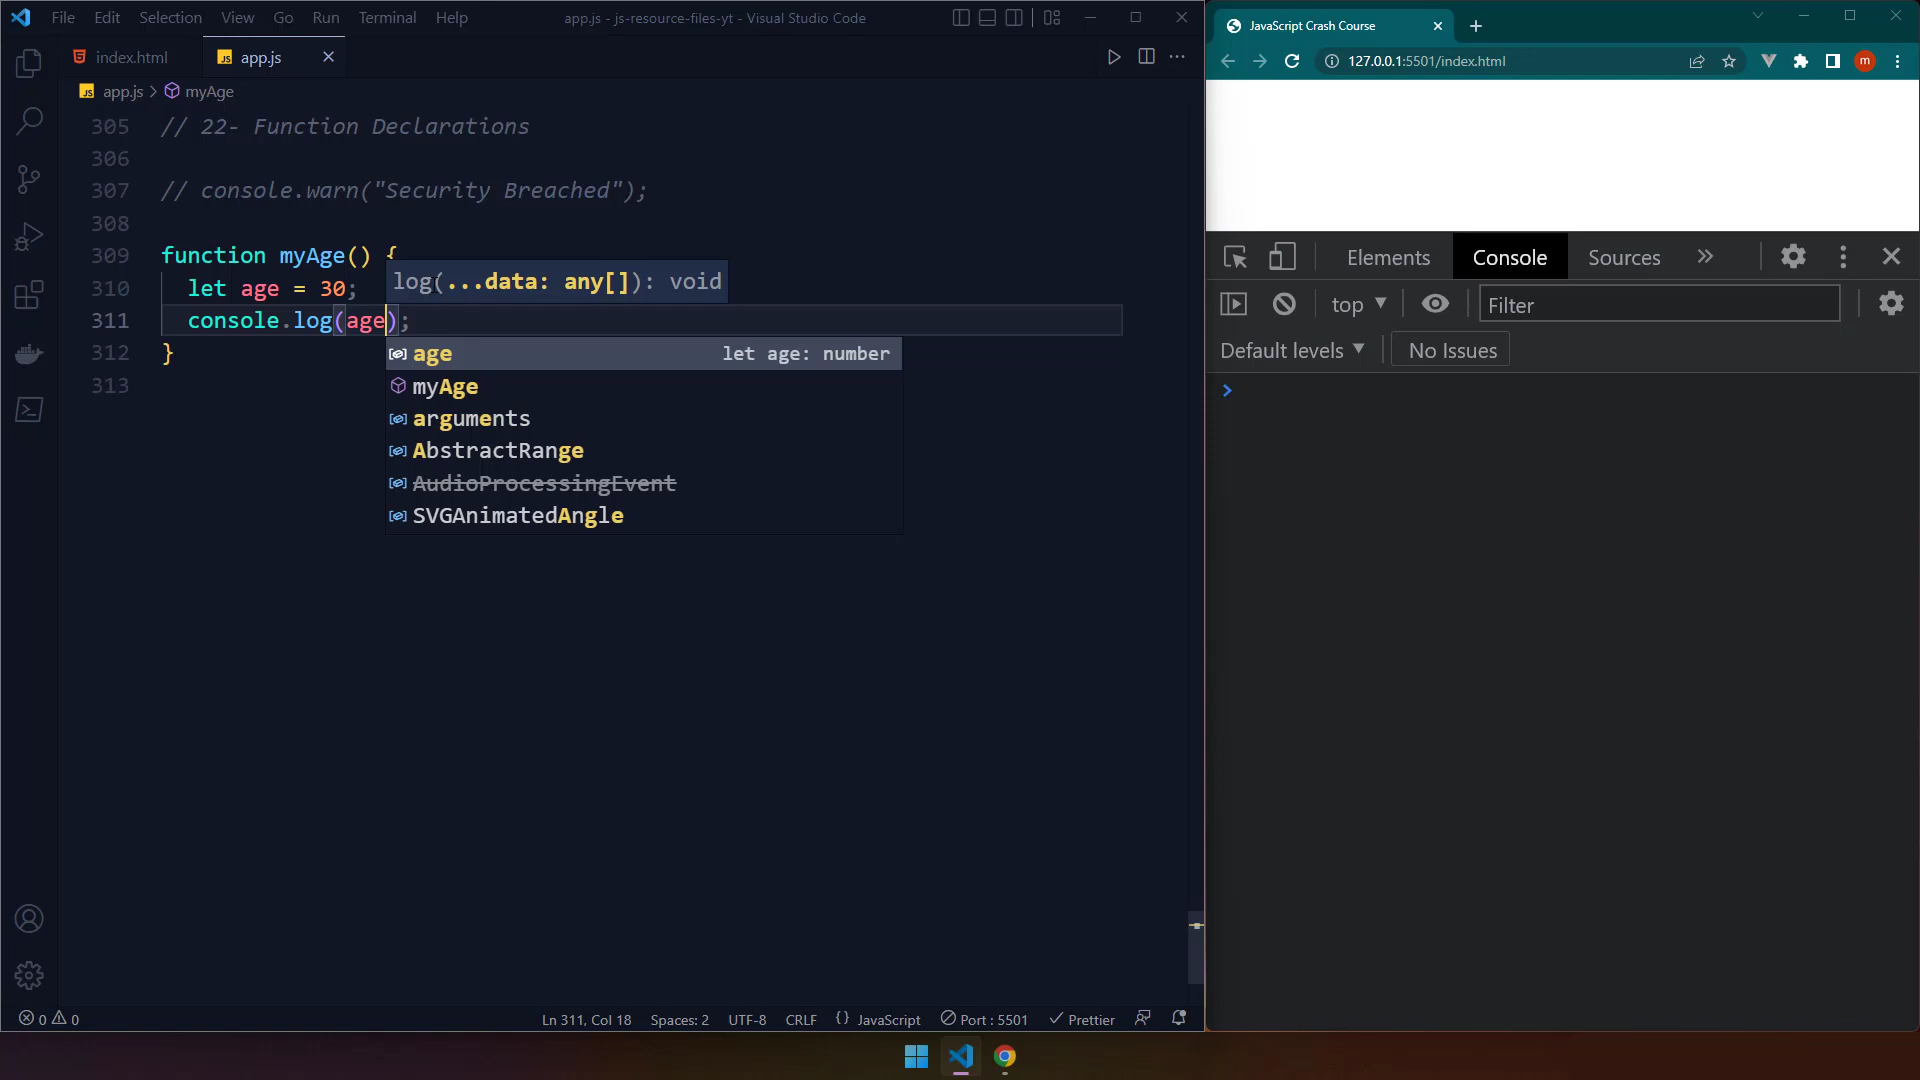 File Edit Selection View Go Run Terminal Help
app.js - js-resource-files-yt - Visual Studio Code
index.html
JS app.js
JS app.js > myAge
305 // 22- Function Declarations
306
307 // console.warn("Security Breached");
308
309 function myAge() {
310 let age = 30;
log(...data: any[]): void
311 console.log(age);
312 }
313
age let age: number
myAge
arguments
AbstractRange
AudioProcessingEvent
SVGAnimatedAngle
0 0
Ln 311, Col 18 Spaces: 2 UTF-8 CRLF {} JavaScript Port : 5501 Prettier
JavaScript Crash Course
127.0.0.1:5501/index.html
m
Elements Console Sources
top Filter
Default levels No Issues